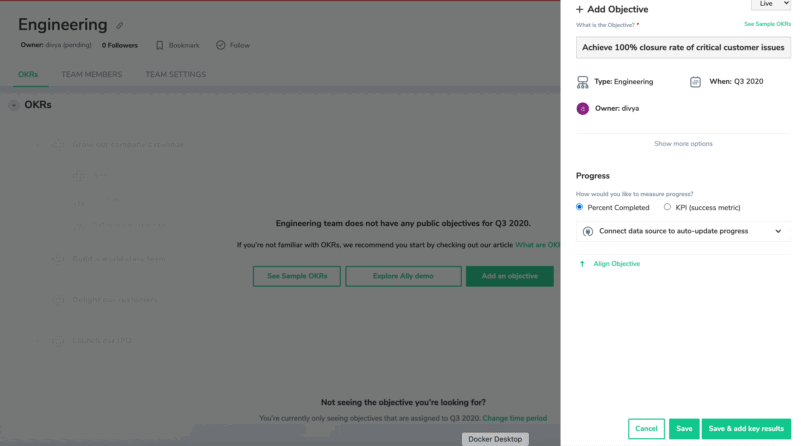 Engineering
Owner: divya (pending) 0 Followers Bookmark Follow
OKRs TEAM MEMBERS TEAM SETTINGS
OKRs
Engineering team does not have any public objectives for Q3 2020.
If you're not familiar with OKRs, we recommend you start by checking out our article What are OK
See Sample OKRs Explore Ally demo Add an objective
Launch our IPO
Not seeing the objective you're looking for?
You're currently only seeing objectives that are assigned to Q3 2020. Change time period
Docker Desktop
Live
+ Add Objective
What is the Objective? * See Sample OKRs
Achieve 100% closure rate of critical customer issues
Type: Engineering When: Q3 2020
d Owner: divya
Show more options
Progress
How would you like to measure progress?
Percent Completed KPI (success metric)
Connect data source to auto-update progress
Align Objective
Cancel Save Save & add key results